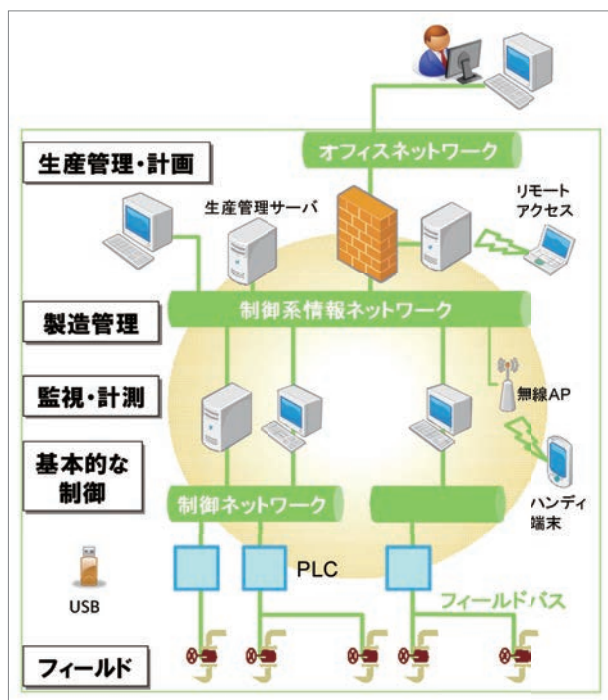 オフィスネットワーク
生産管理・計画
生産管理サーバ
リモート
アクセス
制御系情報ネットワーク
製造管理
監視・計測
無線AP
基本的な
制御
制御ネットワーク
ハンディ
端末
PLC
USB
フィールドバス
フィールド